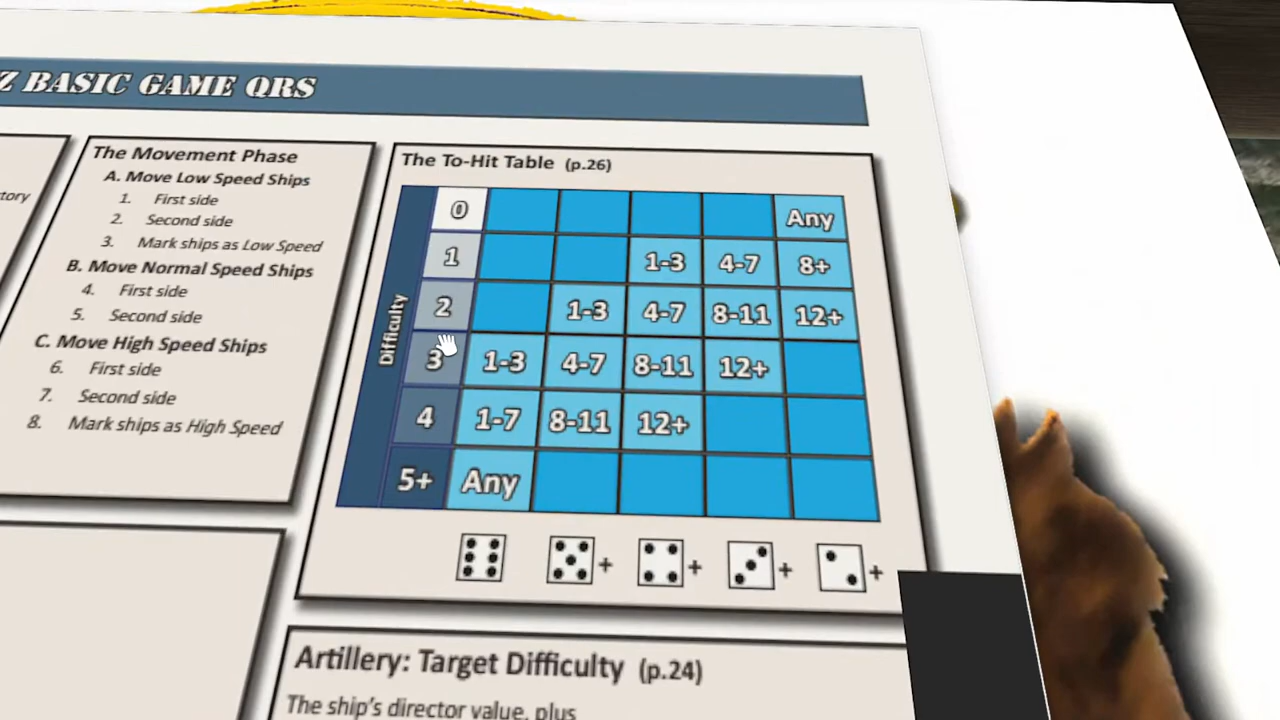 Z BASIC GAME QRS
tory
The Movement Phase
A. Move Low Speed Ships
1. First side
2. Second side
3. Mark ships as Low Speed
B. Move Normal Speed Ships
4. First side
5. Second side
C. Move High Speed Ships
6. First side
7. Second side
8. Mark ships as High Speed
The To-Hit Table (p.26)
Difficulty
0 Any
1 1-3 4-7 8+
2 1-3 4-7 8-11 12+
3 1-3 4-7 8-11 12+
4 1-7 8-11 12+
5+ Any
+ + + +
Artillery: Target Difficulty (p.24)
The ship's director value, plus